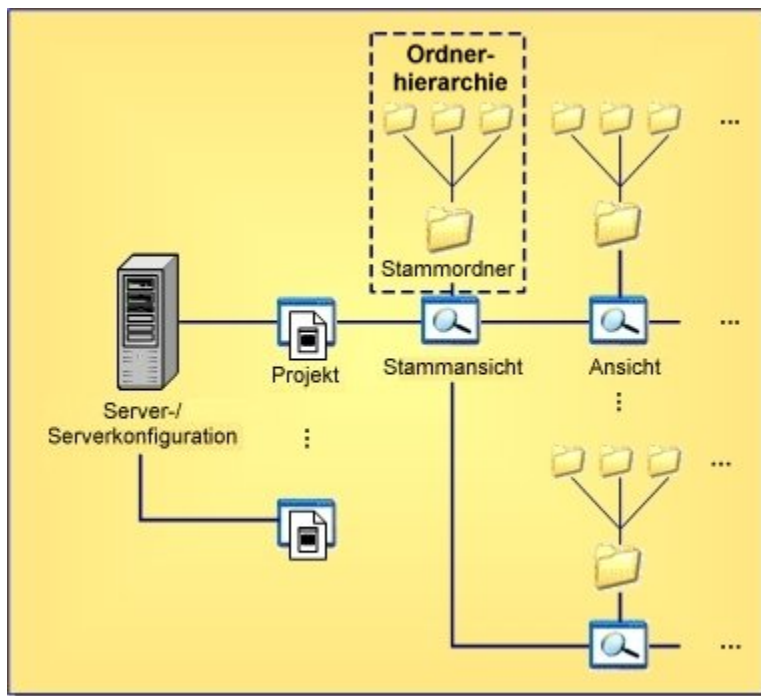 Ordner-
hierarchie
...
Stammordner
...
Projekt
Stammansicht
Ansicht
Server-/
Serverkonfiguration
...
...
...
...